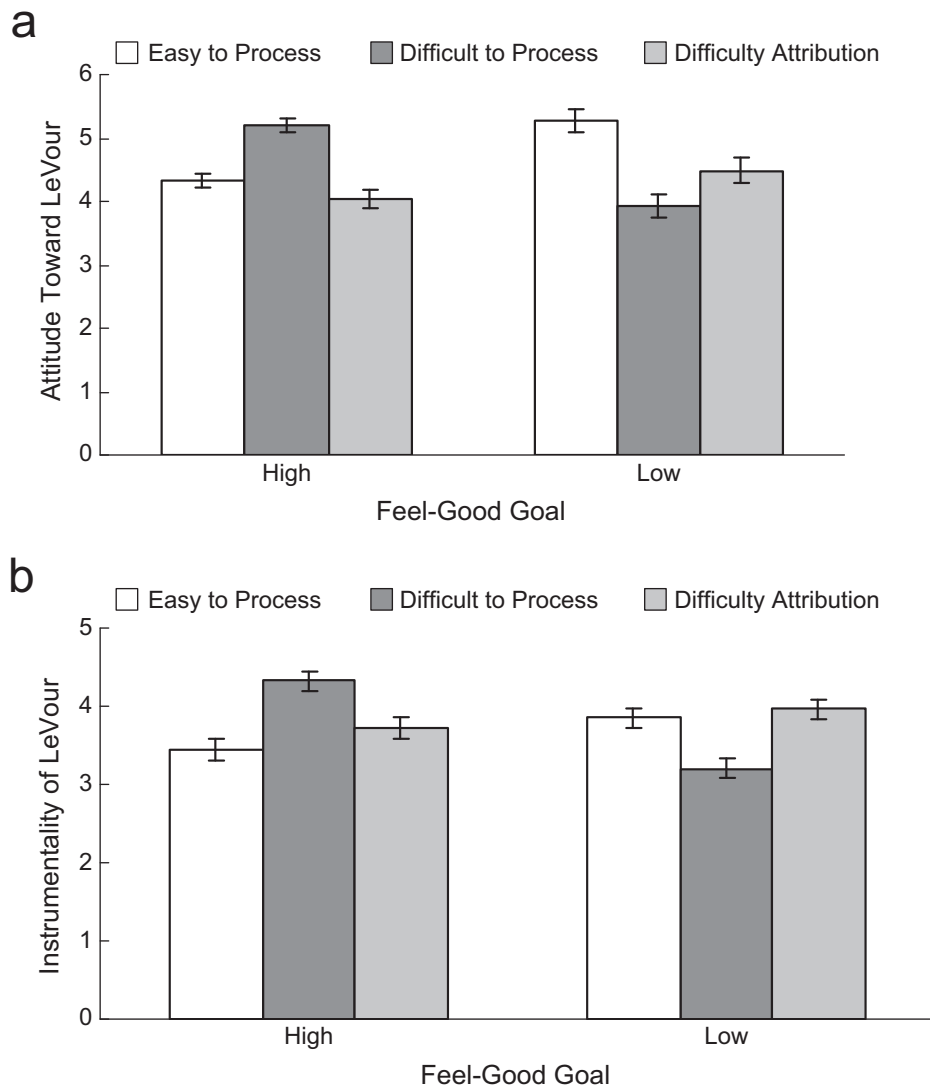 a
Easy to Process Difficult to Process Difficulty Attribution
6
5
4
3
2
1
0
Attitude Toward LeVour
High Low
Feel-Good Goal
b
Easy to Process Difficult to Process Difficulty Attribution
5
4
3
2
1
0
Instrumentality of LeVour
High Low
Feel-Good Goal